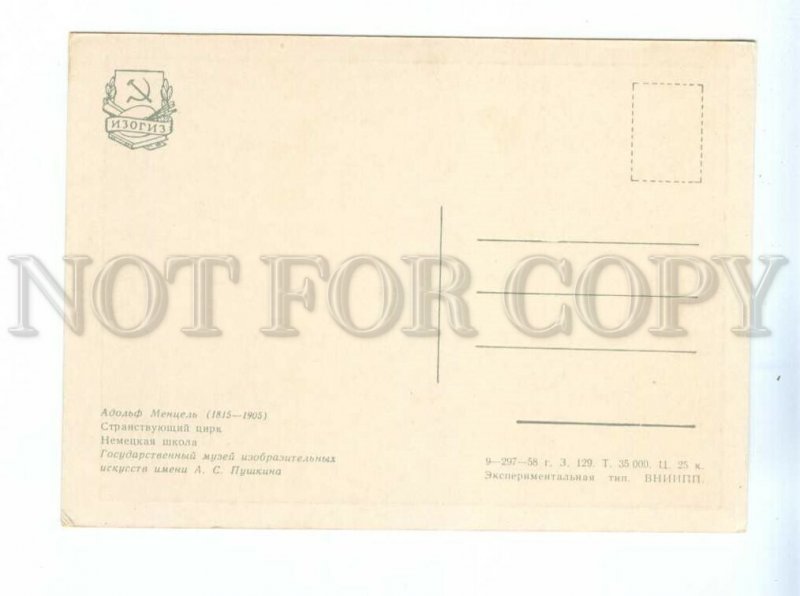 ИЗОГИЗ
NOT FOR COPY
Адольф Менцель (1815—1905)
Странствующий цирк
Немецкая школа
Государственный музей изобразительных
искусств имени А. С. Пушкина
9—297—58 г. З. 129. Т. 35 000. Ц. 25 к.
Экспериментальная тип. ВНИИПП.